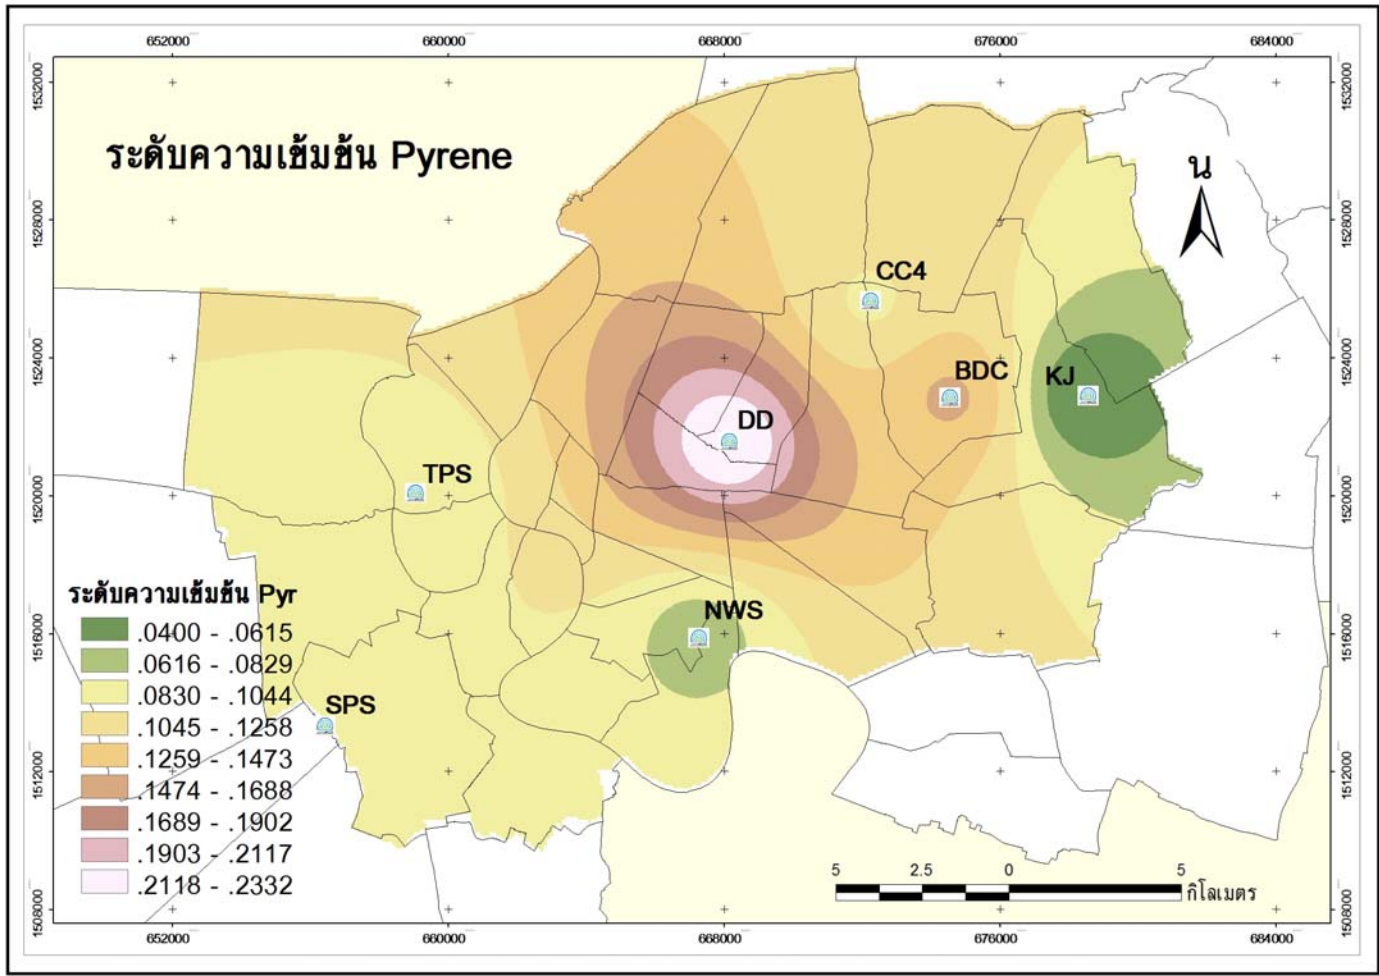 652000 660000 668000 676000 684000
1532000 1532000
ระดับความเข้มข้น Pyrene
น
1528000 1528000
CC4
1524000 BDC KJ 1524000
DD
TPS
1520000 1520000
ระดับความเข้มข้น Pyr
NWS
.0400 - .0615
1516000 1516000
.0616 - .0829
.0830 - .1044
SPS
.1045 - .1258
.1259 - .1473
1512000 1512000
.1474 - .1688
.1689 - .1902
.1903 - .2117
5 2.5 0 5
.2118 - .2332
กิโลเมตร
1508000 1508000
652000 660000 668000 676000 684000